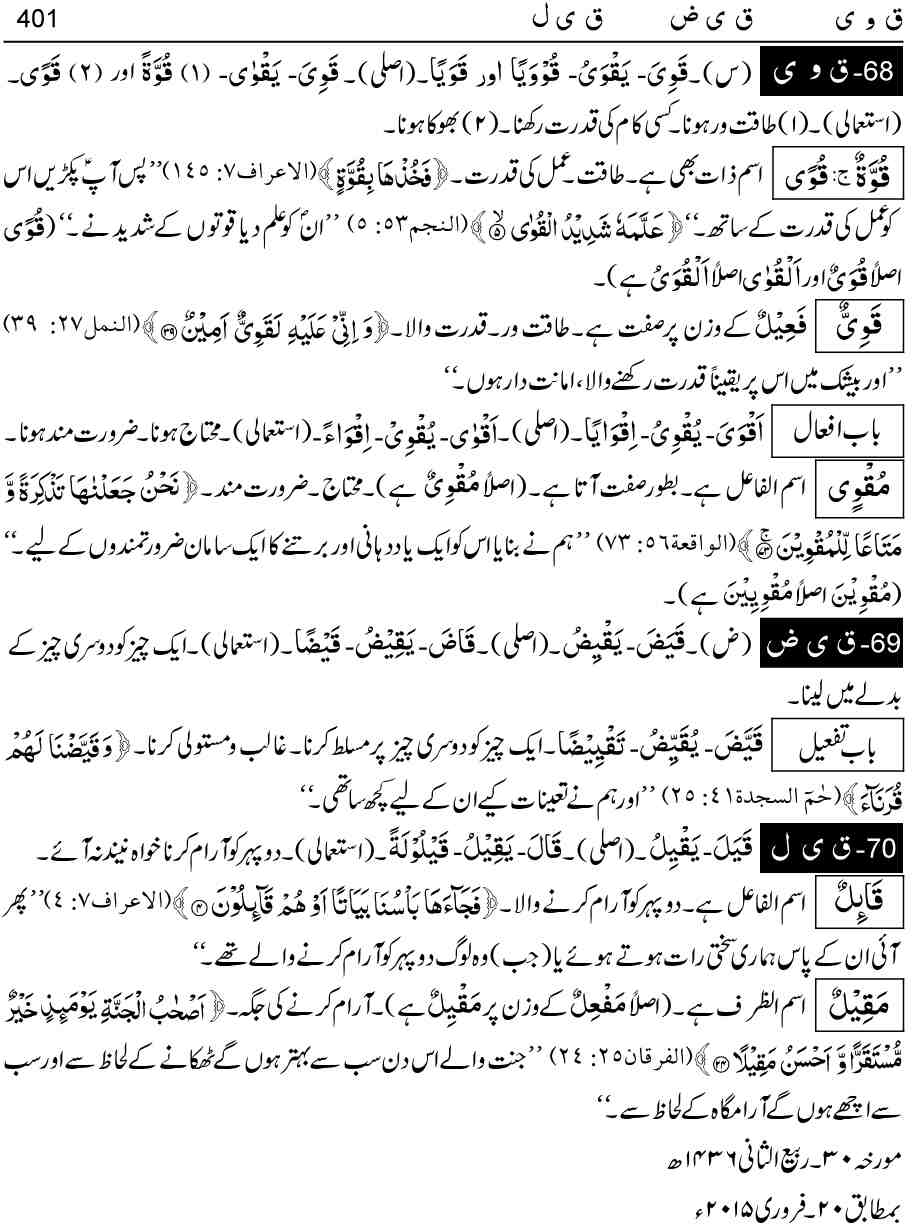 ق و ی ق ی ض ق ی ل 401
68- ق و ی (س)۔ قَوِیَ۔ یَقْوَیُ۔ قُوْوَیًا اور قَوَیًا۔ (اصلی)۔ قَوِیَ۔ یَقْوٰی۔ (۱) قُوَّةً اور (۲) قَوًی۔
(استعمالی)۔ (۱) طاقت ور ہونا۔ کسی کام کی قدرت رکھنا۔ (۲) بھوکا ہونا۔
قُوَّةٌ ج: قُوًی اسم ذات بھی ہے۔ طاقت۔ عمل کی قدرت۔ ﴿فَخُذْهَا بِقُوَّةٍ﴾ (الاعراف۷: ۱۴۵) ’’پس آپؑ پکڑیں اس
کو عمل کی قدرت کے ساتھ۔‘‘ ﴿عَلَّمَهٗ شَدِیْدُ الْقُوٰی ۙ۵﴾ (النجم۵۳: ۵) ’’انؐ کو علم دیا قوتوں کے شدید نے۔‘‘ (قُوًی
اصلاً قُوَیٌ اور اَلْقُوٰی اصلاً اَلْقُوَیُ ہے)۔
قَوِیٌّ فَعِیْلٌ کے وزن پر صفت ہے۔ طاقت ور۔ قدرت والا۔ ﴿وَ اِنِّیْ عَلَیْهِ لَقَوِیٌّ اَمِیْنٌ ۳۹﴾ (النمل۲۷: ۳۹)
’’اور بیشک میں اس پر یقیناً قدرت رکھنے والا، امانت دار ہوں۔‘‘
باب افعال اَقْوَیَ۔ یُقْوِیُ۔ اِقْوَایًا۔ (اصلی)۔ اَقْوٰی۔ یُقْوِیْ۔ اِقْوَاءً۔ (استعمالی)۔ محتاج ہونا۔ ضرورت مند ہونا۔
مُقْوٍی اسم الفاعل ہے۔ بطور صفت آتا ہے۔ (اصلاً مُقْوِیٌ ہے)۔ محتاج۔ ضرورت مند۔ ﴿نَحْنُ جَعَلْنٰهَا تَذْكِرَةً وَّ
مَتَاعًا لِّلْمُقْوِیْنَ ۚ۷۳﴾ (الواقعة۵۶: ۷۳) ’’ہم نے بنایا اس کو ایک یاد دہانی اور برتنے کا ایک سامان ضرورتمندوں کے لیے۔‘‘
(مُقْوِیْنَ اصلاً مُقْوِیِیْنَ ہے)۔
69- ق ی ض (ض)۔ قَیَضَ۔ یَقْیِضُ۔ (اصلی)۔ قَاضَ۔ یَقِیْضُ۔ قَیْضًا۔ (استعمالی)۔ ایک چیز کو دوسری چیز کے
بدلے میں لینا۔
باب تفعیل قَیَّضَ۔ یُقَیِّضُ۔ تَقْیِیْضًا۔ ایک چیز کو دوسری چیز پر مسلط کرنا۔ غالب و مستولی کرنا۔ ﴿وَ قَیَّضْنَا لَهُمْ
قُرَنَآءَ﴾ (حٰمٓ السجدة۴۱: ۲۵) ’’اور ہم نے تعینات کیے ان کے لیے کچھ ساتھی۔‘‘
70- ق ی ل قَیَلَ۔ یَقْیِلُ۔ (اصلی)۔ قَالَ۔ یَقِیْلُ۔ قَیْلُوْلَةً۔ (استعمالی)۔ دوپہر کو آرام کرنا خواہ نیند نہ آئے۔
قَایِلٌ اسم الفاعل ہے۔ دوپہر کو آرام کرنے والا۔ ﴿فَجَآءَهَا بَاْسُنَا بَیَاتًا اَوْ هُمْ قَآىِٕلُوْنَ ۴﴾ (الاعراف۷: ۴) ’’پھر
آئی ان کے پاس ہماری سختی رات ہوتے ہوئے یا (جب) وہ لوگ دوپہر کو آرام کرنے والے تھے۔‘‘
مَقِیْلٌ اسم الظرف ہے۔ (اصلاً مَفْعِلٌ کے وزن پر مَقْیِلٌ ہے)۔ آرام کرنے کی جگہ۔ ﴿اَصْحٰبُ الْجَنَّةِ یَوْمَىِٕذٍ خَیْرٌ
مُّسْتَقَرًّا وَّ اَحْسَنُ مَقِیْلًا ۲۴﴾ (الفرقان۲۵: ۲۴) ’’جنت والے اس دن سب سے بہتر ہوں گے ٹھکانے کے لحاظ سے اور سب
سے اچھے ہوں گے آرامگاہ کے لحاظ سے۔‘‘
مورخہ ۳۰۔ ربیع الثانی ۱۴۳۶ھ
بمطابق ۲۰۔ فروری ۲۰۱۵ء